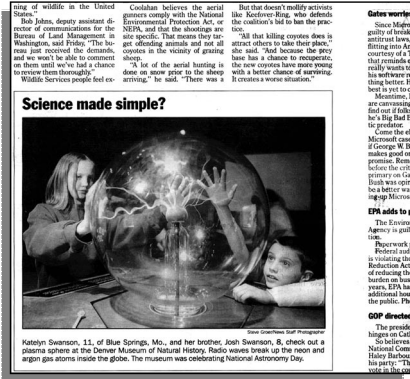 ning of wildlife in the United
States."
Bob Johns, deputy assistant di-
rector of communications for the
Bureau of Land Management in
Washington, said Friday, "The bu-
reau just received the demands,
and we won't be able to comment
on them until we've had a chance
to review them thoroughly."
Wildlife Services people feel ex-
Coolahan believes the aerial
gunners comply with the National
Environmental Protection Act, or
NEPA, and that the shootings are
site specific. That means they tar-
get offending animals and not all
coyotes in the vicinity of grazing
sheep.
"A lot of the aerial hunting is
done on snow prior to the sheep
arriving," he said. "There was a
But that doesn't mollify activists
like Keefover-Ring, who defends
the coalition's bid to ban the prac-
tice.
"All that killing coyotes does is
attract others to take their place,"
she said. "And because the prey
base has a chance to recuperate,
the new coyotes have more young
with a better chance of surviving.
It creates a worse situation."
Science made simple?
Steve Groer/News Staff Photographer
Katelyn Swanson, 11, of Blue Springs, Mo., and her brother, Josh Swanson, 8, check out a
plasma sphere at the Denver Museum of Natural History. Radio waves break up the neon and
argon gas atoms inside the globe. The museum was celebrating National Astronomy Day.
Gates worrie
Since Micro
guilty of break
antitrust laws,
flitting into Ar
courtesy of a T
that reminds e
really wants to
his software r
thing better. E
best is yet to c
Meantime,
are canvassing
find out if follo
he's Big Bad B
tic predator.
Come the el
Microsoft case
if George W. B
makes good on
promise. Rem
before the crit
primary on Ga
Bush was opin
be a better wa
ing-up Micros
EPA adds to p
The Enviro
Agency is guil
tion.
Paperwork
Federal aud
is violating the
Reduction Act
of reducing the
burden on bus
years, EPA ha
additional hou
the public. Ph
GOP directed
The preside
hinges on Cath
So believes
National Com
Haley Barbou
his party: "Th
vote in the cou